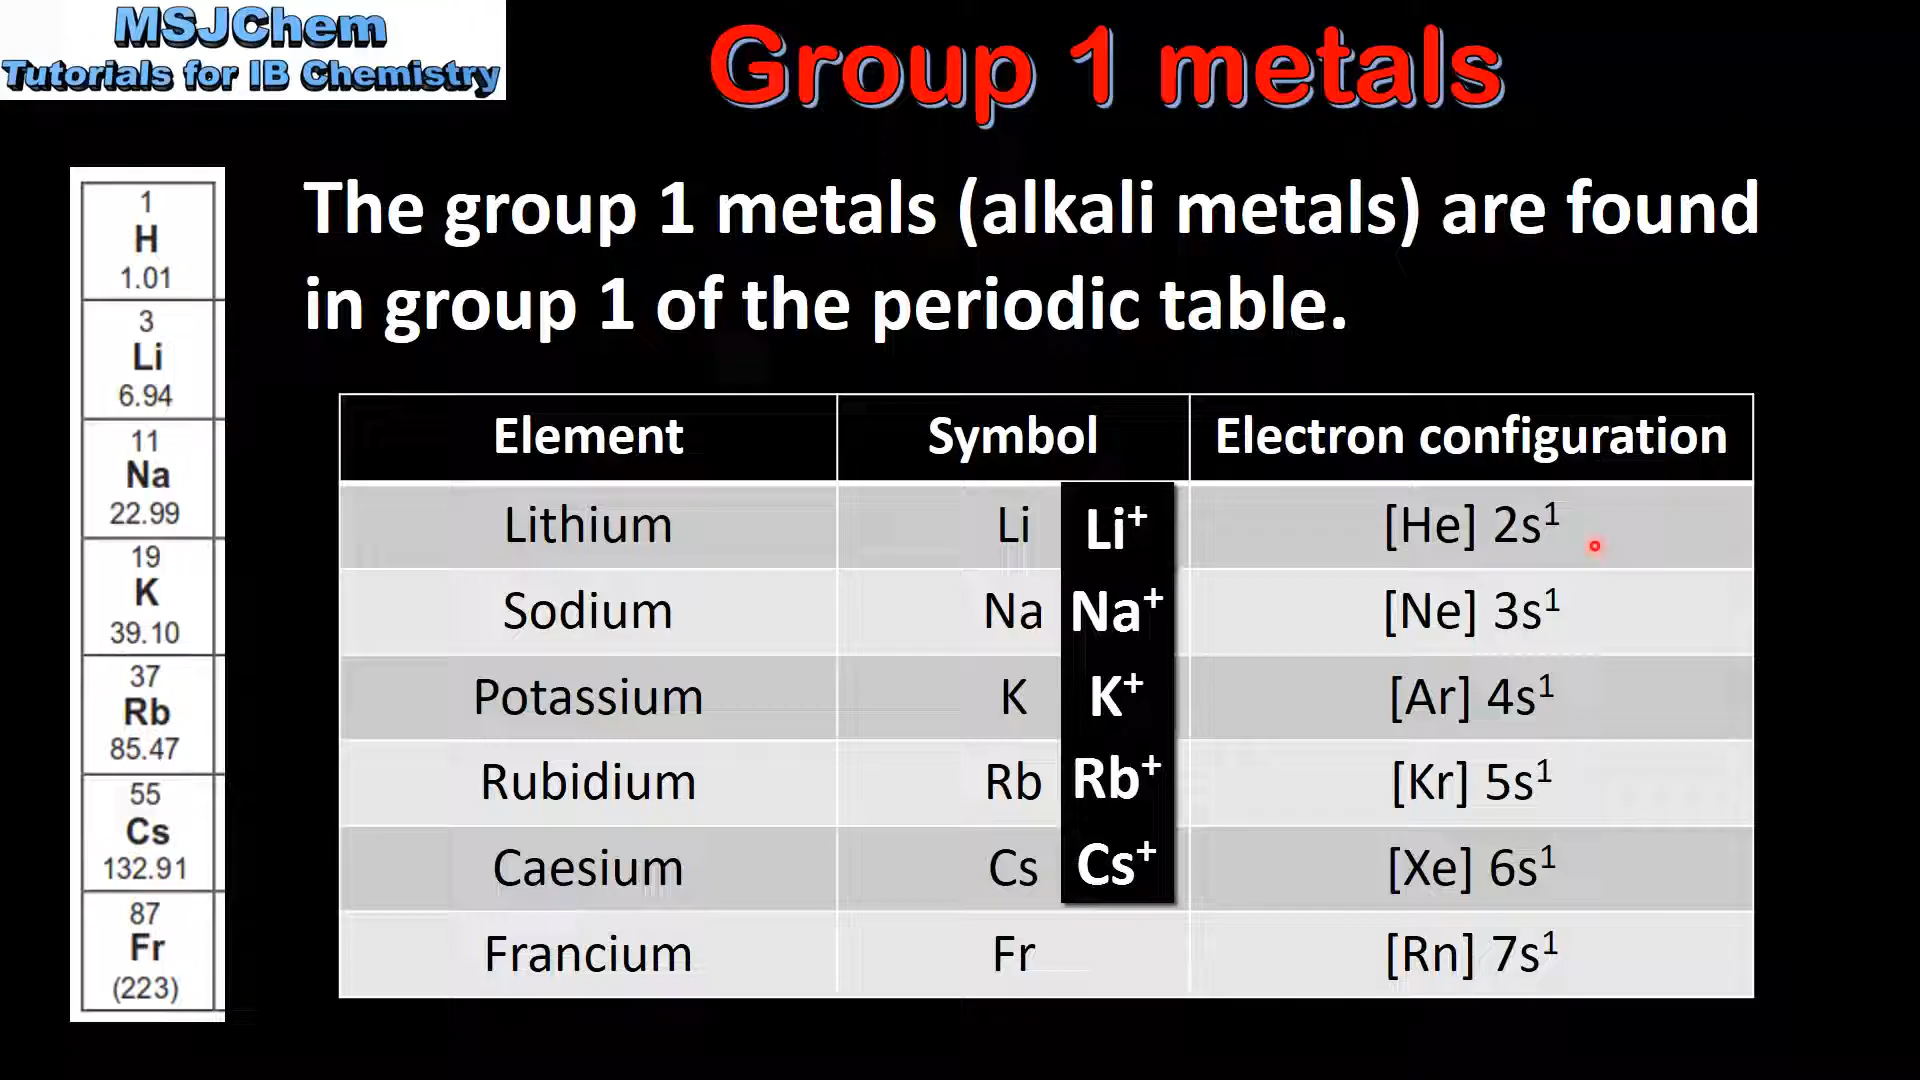 MSJChem
Tutorials for IB Chemistry
Group 1 metals
The group 1 metals (alkali metals) are found
in group 1 of the periodic table.
1
H
1.01
3
Li
6.94
11
Na
22.99
19
K
39.10
37
Rb
85.47
55
Cs
132.91
87
Fr
(223)
Element Symbol Electron configuration
Lithium Li Li⁺ [He] 2s¹
Sodium Na Na⁺ [Ne] 3s¹
Potassium K K⁺ [Ar] 4s¹
Rubidium Rb Rb⁺ [Kr] 5s¹
Caesium Cs Cs⁺ [Xe] 6s¹
Francium Fr [Rn] 7s¹